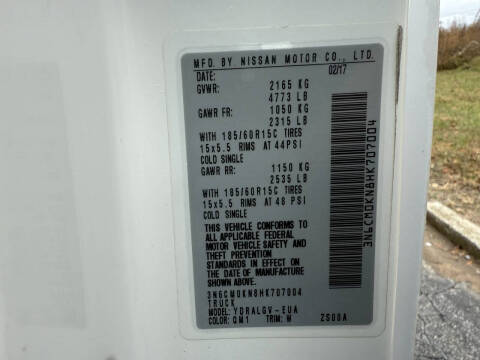 MFD. BY NISSAN MOTOR CO., LTD.
DATE: 02/17
GVWR: 2165 KG
4773 LB
GAWR FR: 1050 KG
2315 LB
WITH 185/60R15C TIRES
15x5.5 RIMS AT 44PSI
COLD SINGLE
GAWR RR: 1150 KG
2535 LB
WITH 185/60R15C TIRES
15x5.5 RIMS AT 48 PSI
COLD SINGLE
THIS VEHICLE CONFORMS TO
ALL APPLICABLE FEDERAL
MOTOR VEHICLE SAFETY AND
THEFT PREVENTION
STANDARDS IN EFFECT ON
THE DATE OF MANUFACTURE
SHOWN ABOVE.
3N6CM0KN8HK707004
TRUCK
MODEL: YDRALGV-EUA
COLOR: QM1 TRIM: W ZS00A
3N6CM0KN8HK707004